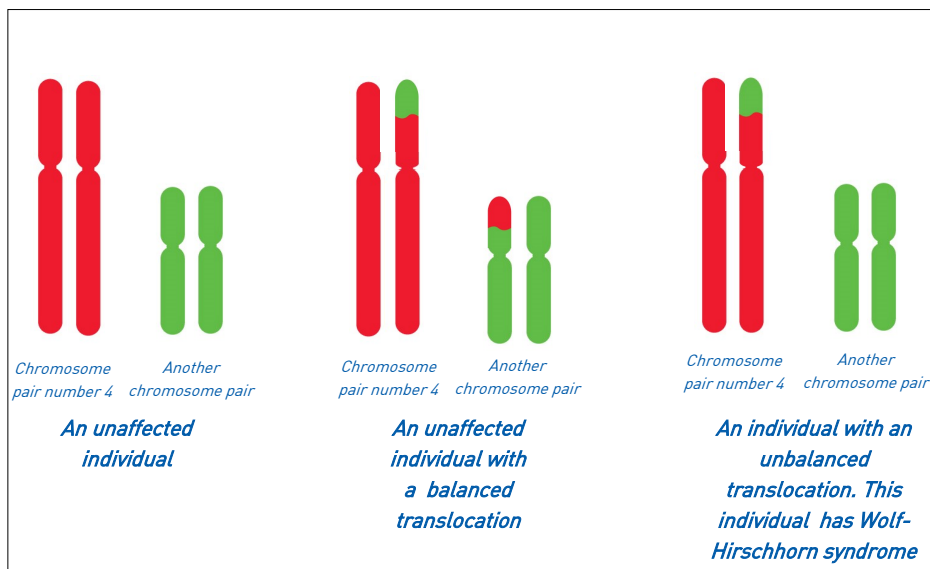 Chromosome
pair number 4
Another
chromosome pair
An unaffected
individual
Chromosome
pair number 4
Another
chromosome pair
An unaffected
individual with
a balanced
translocation
Chromosome
pair number 4
Another
chromosome pair
An individual with an
unbalanced
translocation. This
individual has Wolf-
Hirschhorn syndrome